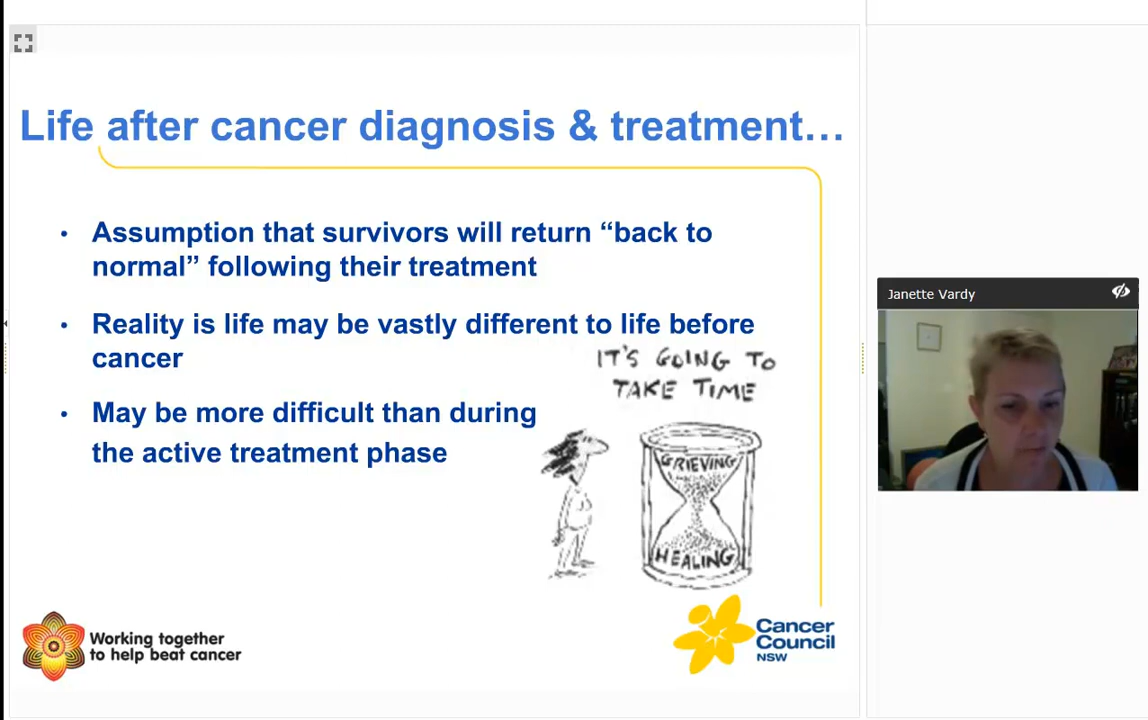 Life after cancer diagnosis & treatment…
• Assumption that survivors will return “back to
normal” following their treatment
• Reality is life may be vastly different to life before
cancer
• May be more difficult than during
the active treatment phase
IT'S GOING TO
TAKE TIME
GRIEVING
HEALING
Working together
to help beat cancer
Cancer
Council
NSW
Janette Vardy